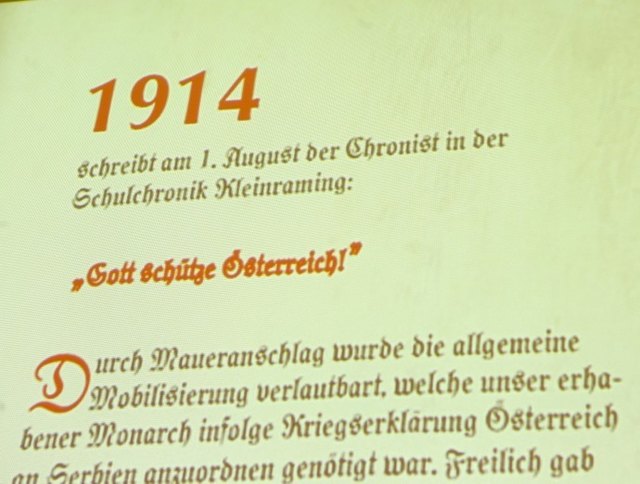 1914
schreibt am 1. August der Chronist in der
Schulchronik Kleinraming:
„Gott schütze Österreich!”
Durch Maueranschlag wurde die allgemeine
Mobilisierung verlautbart, welche unser erha-
bener Monarch infolge Kriegserklärung Österreich
an Serbien anzuordnen genötigt war. Freilich gab